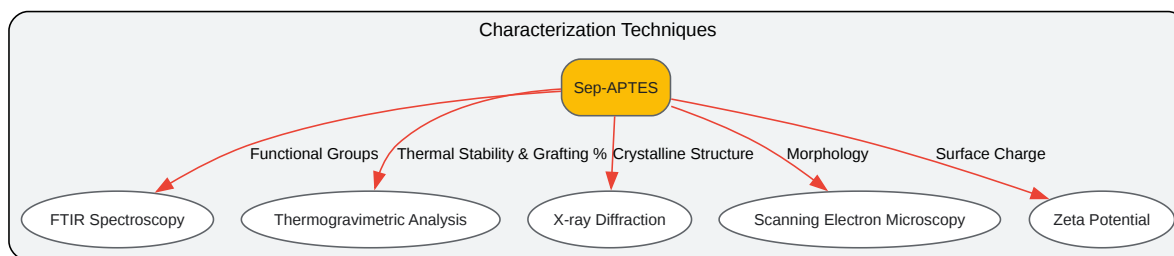 Characterization Techniques
Sep-APTES
Functional Groups
Thermal Stability & Grafting %
Crystalline Structure
Morphology
Surface Charge
FTIR Spectroscopy
Thermogravimetric Analysis
X-ray Diffraction
Scanning Electron Microscopy
Zeta Potential